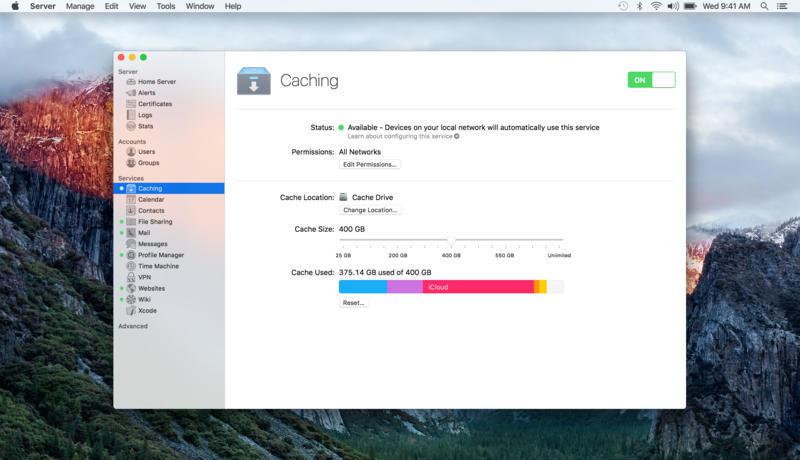 Server Manage Edit View Tools Window Help Wed 9:41 AM
Caching
ON
Server
Home Server
Alerts
Certificates
Logs
Stats
Accounts
Users
Groups
Services
Caching
Calendar
Contacts
File Sharing
Mail
Messages
Profile Manager
Time Machine
VPN
Websites
Wiki
Xcode
Advanced
Status: Available - Devices on your local network will automatically use this service
Learn about configuring this service
Permissions: All Networks
Edit Permissions...
Cache Location: Cache Drive
Change Location...
Cache Size: 400 GB
25 GB 200 GB 400 GB 550 GB Unlimited
Cache Used: 375.14 GB used of 400 GB
iCloud
Reset...